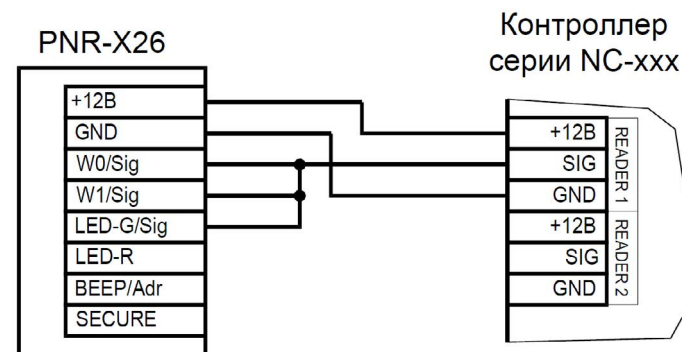 PNR-X26
Контроллер
серии NC-xxx
+12В
GND
W0/Sig
W1/Sig
LED-G/Sig
LED-R
BEEP/Adr
SECURE
+12В
SIG
GND
READER 1
+12В
SIG
GND
READER 2